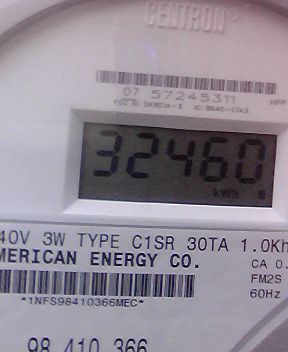 CENTRON®
07 57245311
32460
kWh
40V 3W TYPE C1SR 30TA 1.0Kh
MERICAN ENERGY CO.
CA 0.
FM2S
60Hz
*1NFS98410366MEC*
98 410 366